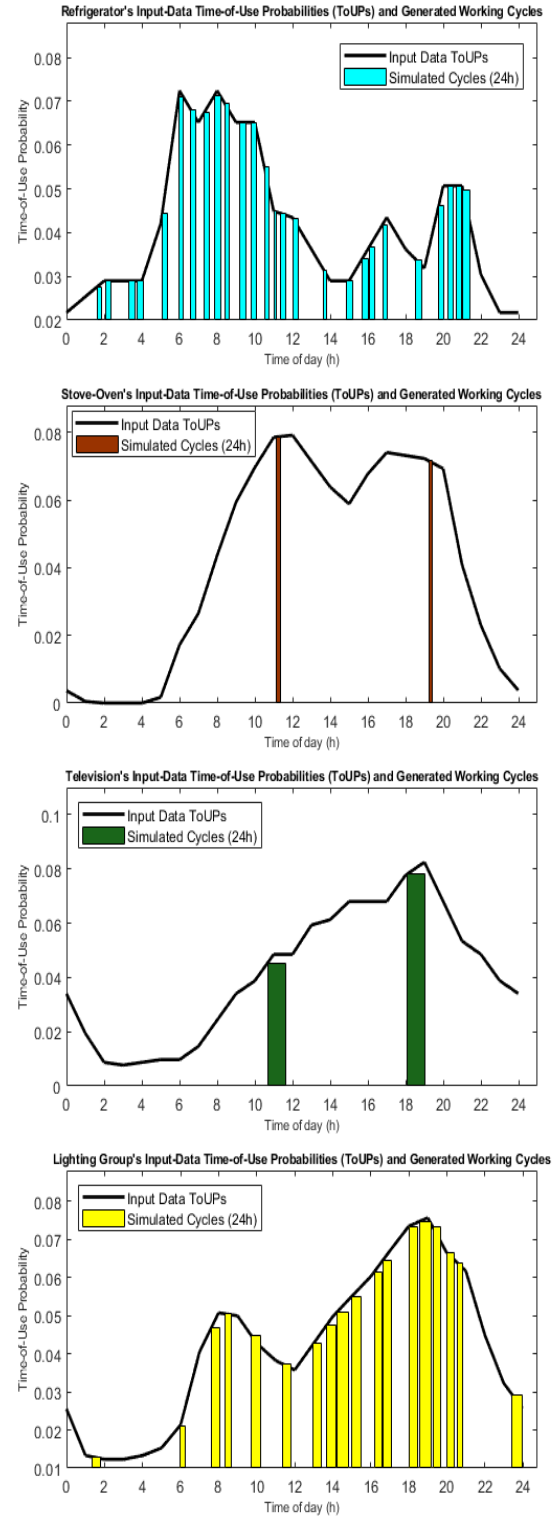 Refrigerator's Input-Data Time-of-Use Probabilities (ToUPs) and Generated Working Cycles
Input Data ToUPs
Simulated Cycles (24h)
Time-of-Use Probability
0.08
0.07
0.06
0.05
0.04
0.03
0.02
0 2 4 6 8 10 12 14 16 18 20 22 24
Time of day (h)
Stove-Oven's Input-Data Time-of-Use Probabilities (ToUPs) and Generated Working Cycles
Input Data ToUPs
Simulated Cycles (24h)
Time-of-Use Probability
0.08
0.06
0.04
0.02
0
0 2 4 6 8 10 12 14 16 18 20 22 24
Time of day (h)
Television's Input-Data Time-of-Use Probabilities (ToUPs) and Generated Working Cycles
Input Data ToUPs
Simulated Cycles (24h)
Time-of-Use Probability
0.1
0.08
0.06
0.04
0.02
0
0 2 4 6 8 10 12 14 16 18 20 22 24
Time of day (h)
Lighting Group's Input-Data Time-of-Use Probabilities (ToUPs) and Generated Working Cycles
Input Data ToUPs
Simulated Cycles (24h)
Time-of-Use Probability
0.08
0.07
0.06
0.05
0.04
0.03
0.02
0.01
0 2 4 6 8 10 12 14 16 18 20 22 24
Time of day (h)